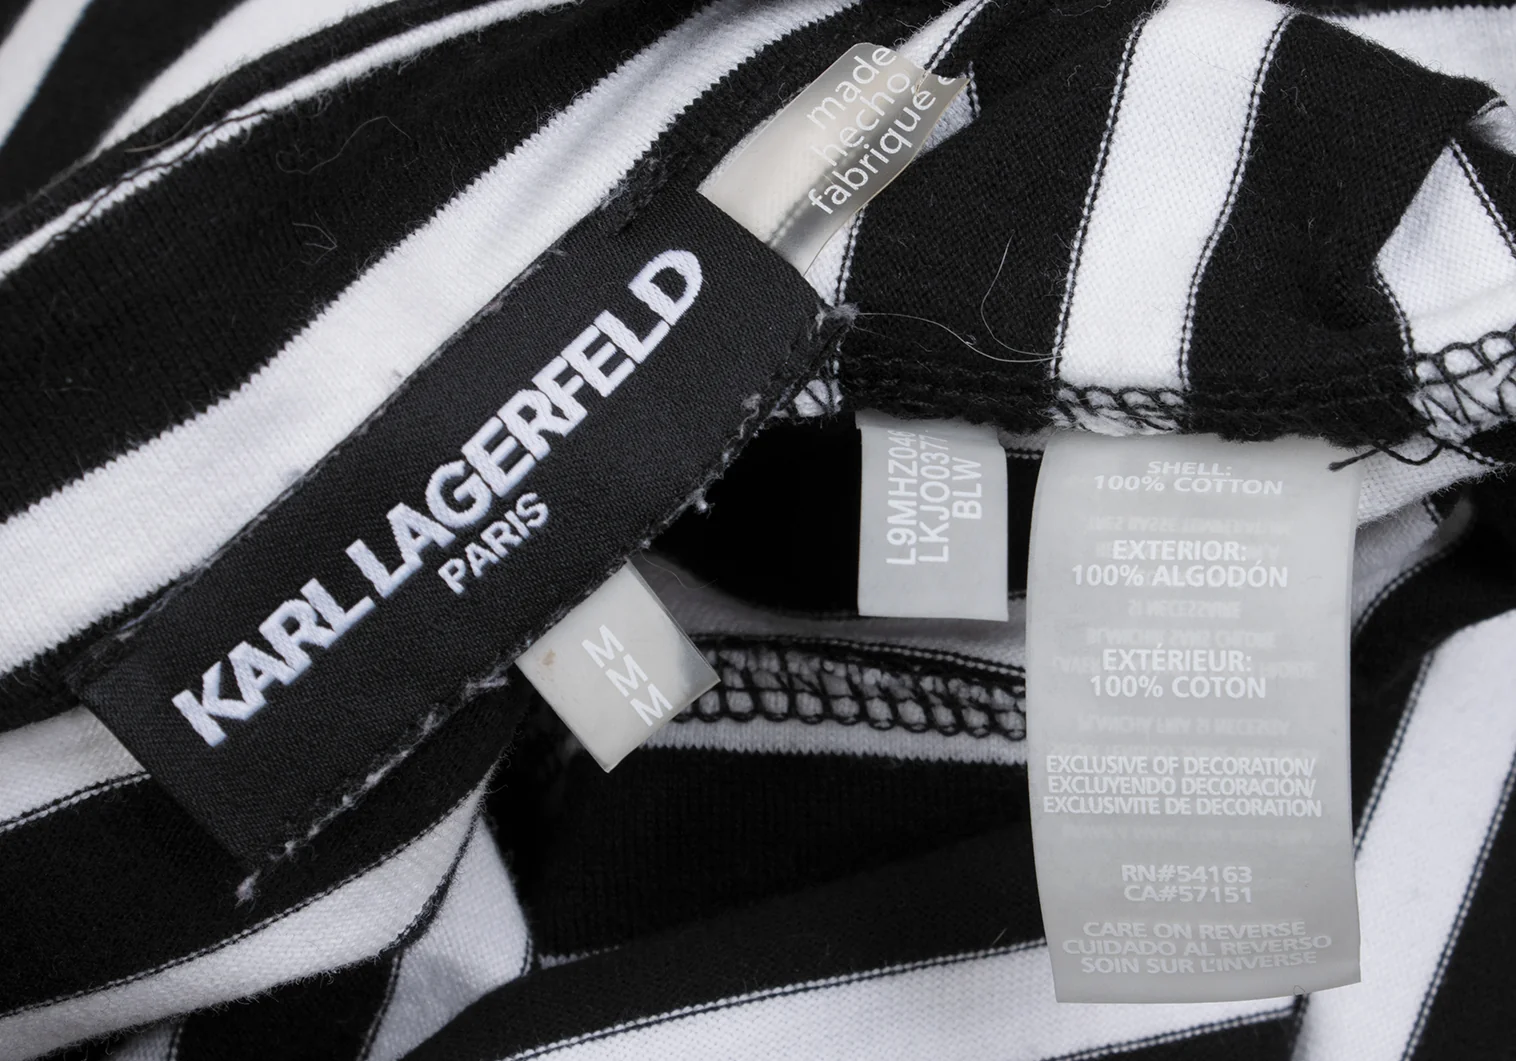 made
hecho
fabriqué
KARL LAGERFELD
PARIS
M
M
M
L9MHZ048
LKJO0377
BLW
SHELL:
100% COTTON
EXTERIOR:
100% ALGODÓN
EXTÉRIEUR:
100% COTON
EXCLUSIVE OF DECORATION/
EXCLUYENDO DECORACIÓN/
EXCLUSIVITE DE DECORATION
RN#54163
CA#57151
CARE ON REVERSE
CUIDADO AL REVERSO
SOIN SUR L'INVERSE